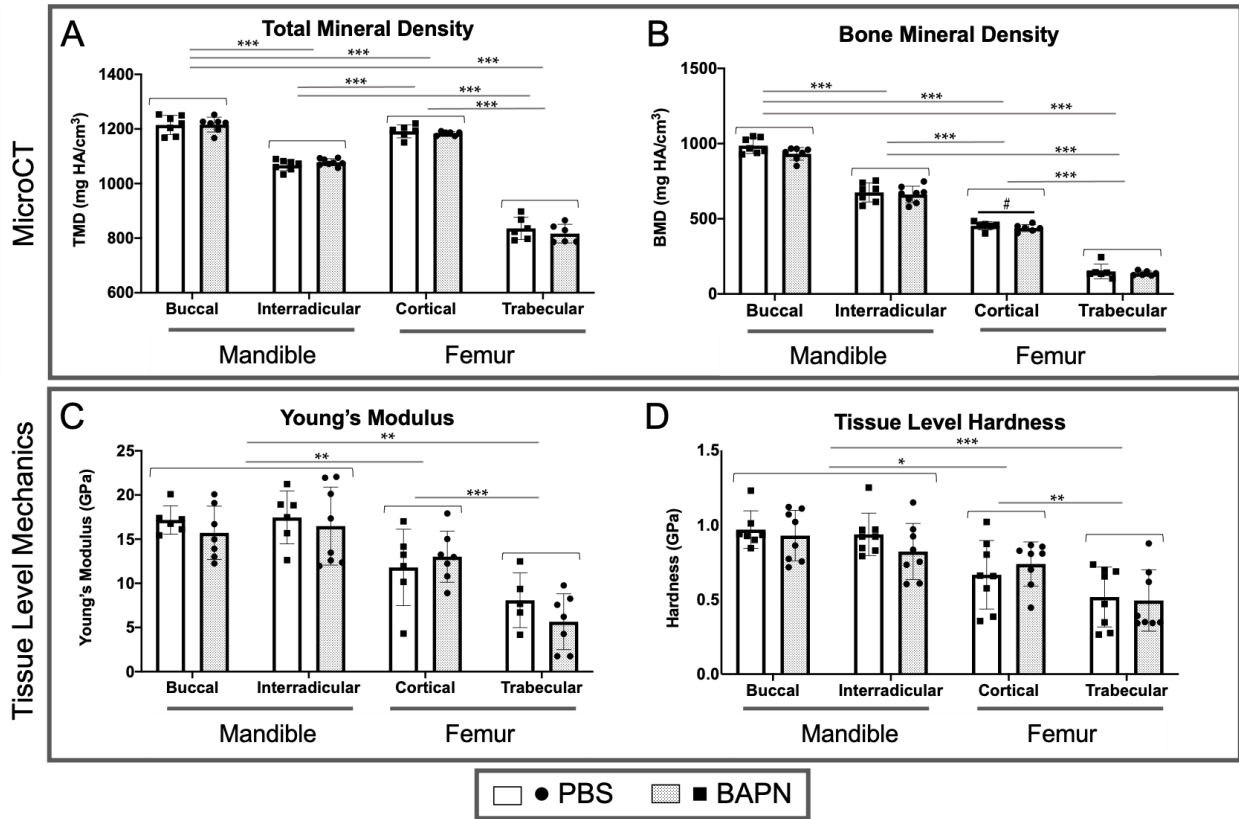 MicroCT
A
Total Mineral Density
***
***
***
***
***
***
TMD (mg HA/cm³)
1400
1200
1000
800
600
Buccal Interradicular Cortical Trabecular
Mandible Femur
B
Bone Mineral Density
***
***
***
***
***
***
#
BMD (mg HA/cm³)
1500
1000
500
0
Buccal Interradicular Cortical Trabecular
Mandible Femur
Tissue Level Mechanics
C
Young's Modulus
**
**
***
Young's Modulus (GPa)
25
20
15
10
5
0
Buccal Interradicular Cortical Trabecular
Mandible Femur
D
Tissue Level Hardness
***
*
**
Hardness (GPa)
1.5
1.0
0.5
0.0
Buccal Interradicular Cortical Trabecular
Mandible Femur
PBS BAPN